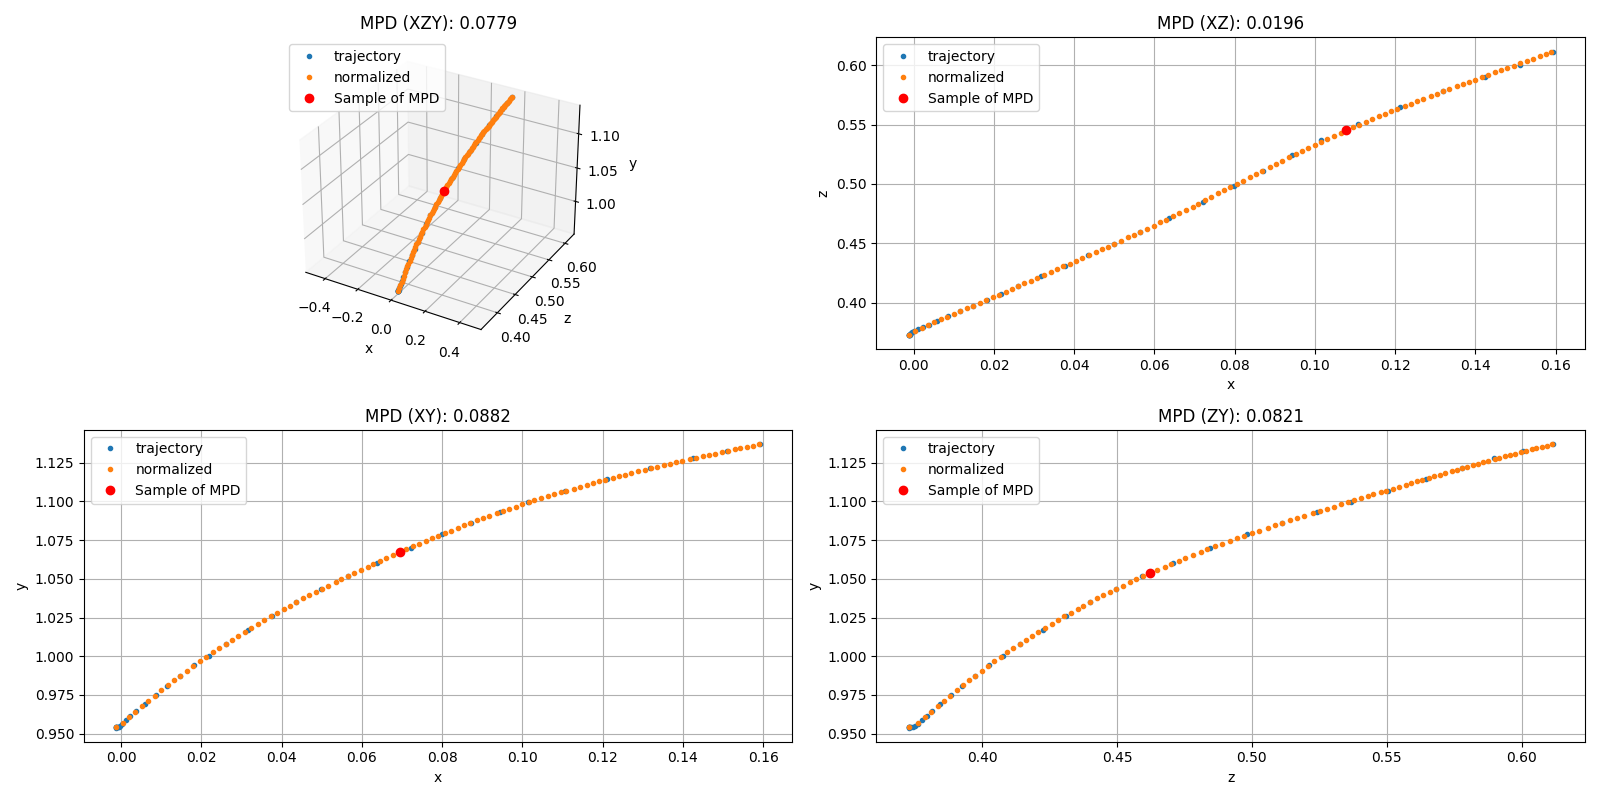 MPD (XZY): 0.0779
trajectory
normalized
Sample of MPD
1.10
1.05
1.00
y
−0.4
−0.2
0.0
0.2
0.4
x
0.40
0.45
0.50
0.55
0.60
z
MPD (XZ): 0.0196
trajectory
normalized
Sample of MPD
0.60
0.55
0.50
0.45
0.40
z
0.00 0.02 0.04 0.06 0.08 0.10 0.12 0.14 0.16
x
MPD (XY): 0.0882
trajectory
normalized
Sample of MPD
1.125
1.100
1.075
1.050
1.025
1.000
0.975
0.950
y
0.00 0.02 0.04 0.06 0.08 0.10 0.12 0.14 0.16
x
MPD (ZY): 0.0821
trajectory
normalized
Sample of MPD
1.125
1.100
1.075
1.050
1.025
1.000
0.975
0.950
y
0.40 0.45 0.50 0.55 0.60
z